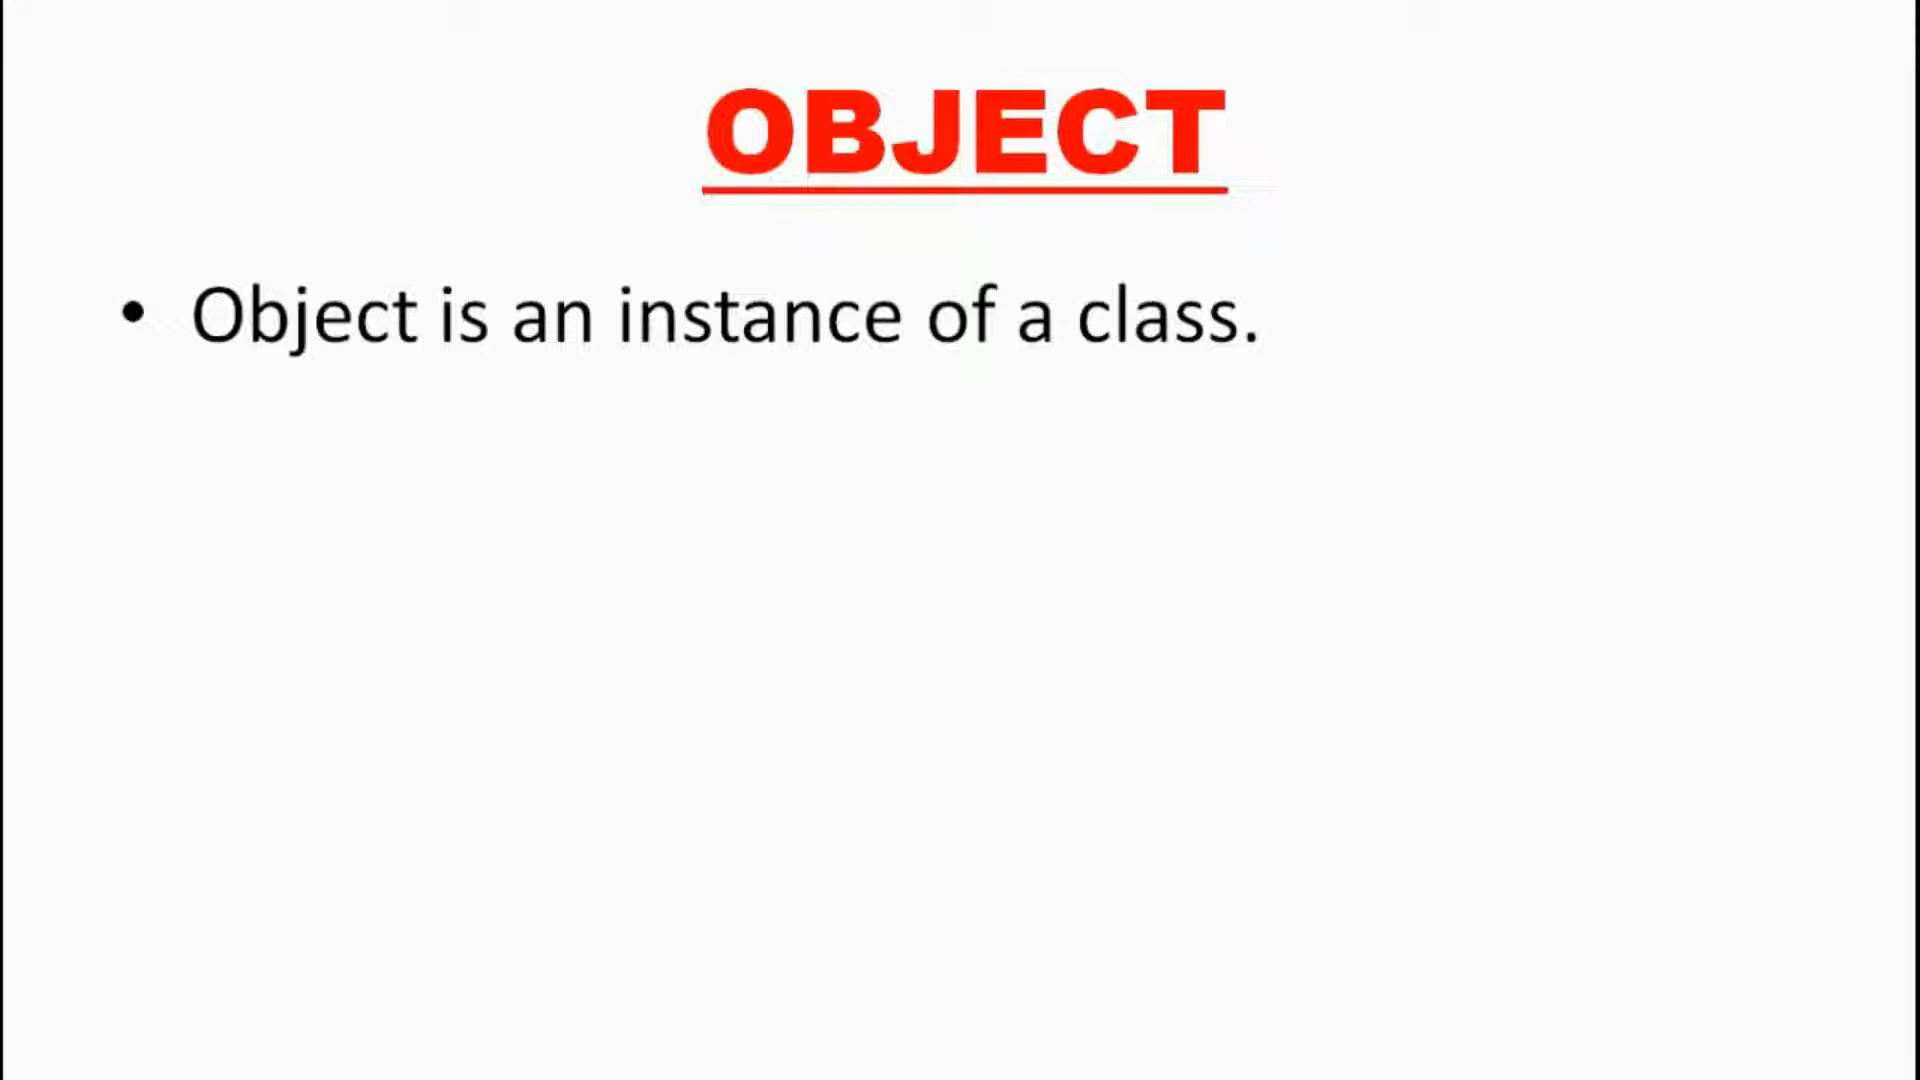 OBJECT
• Object is an instance of a class.